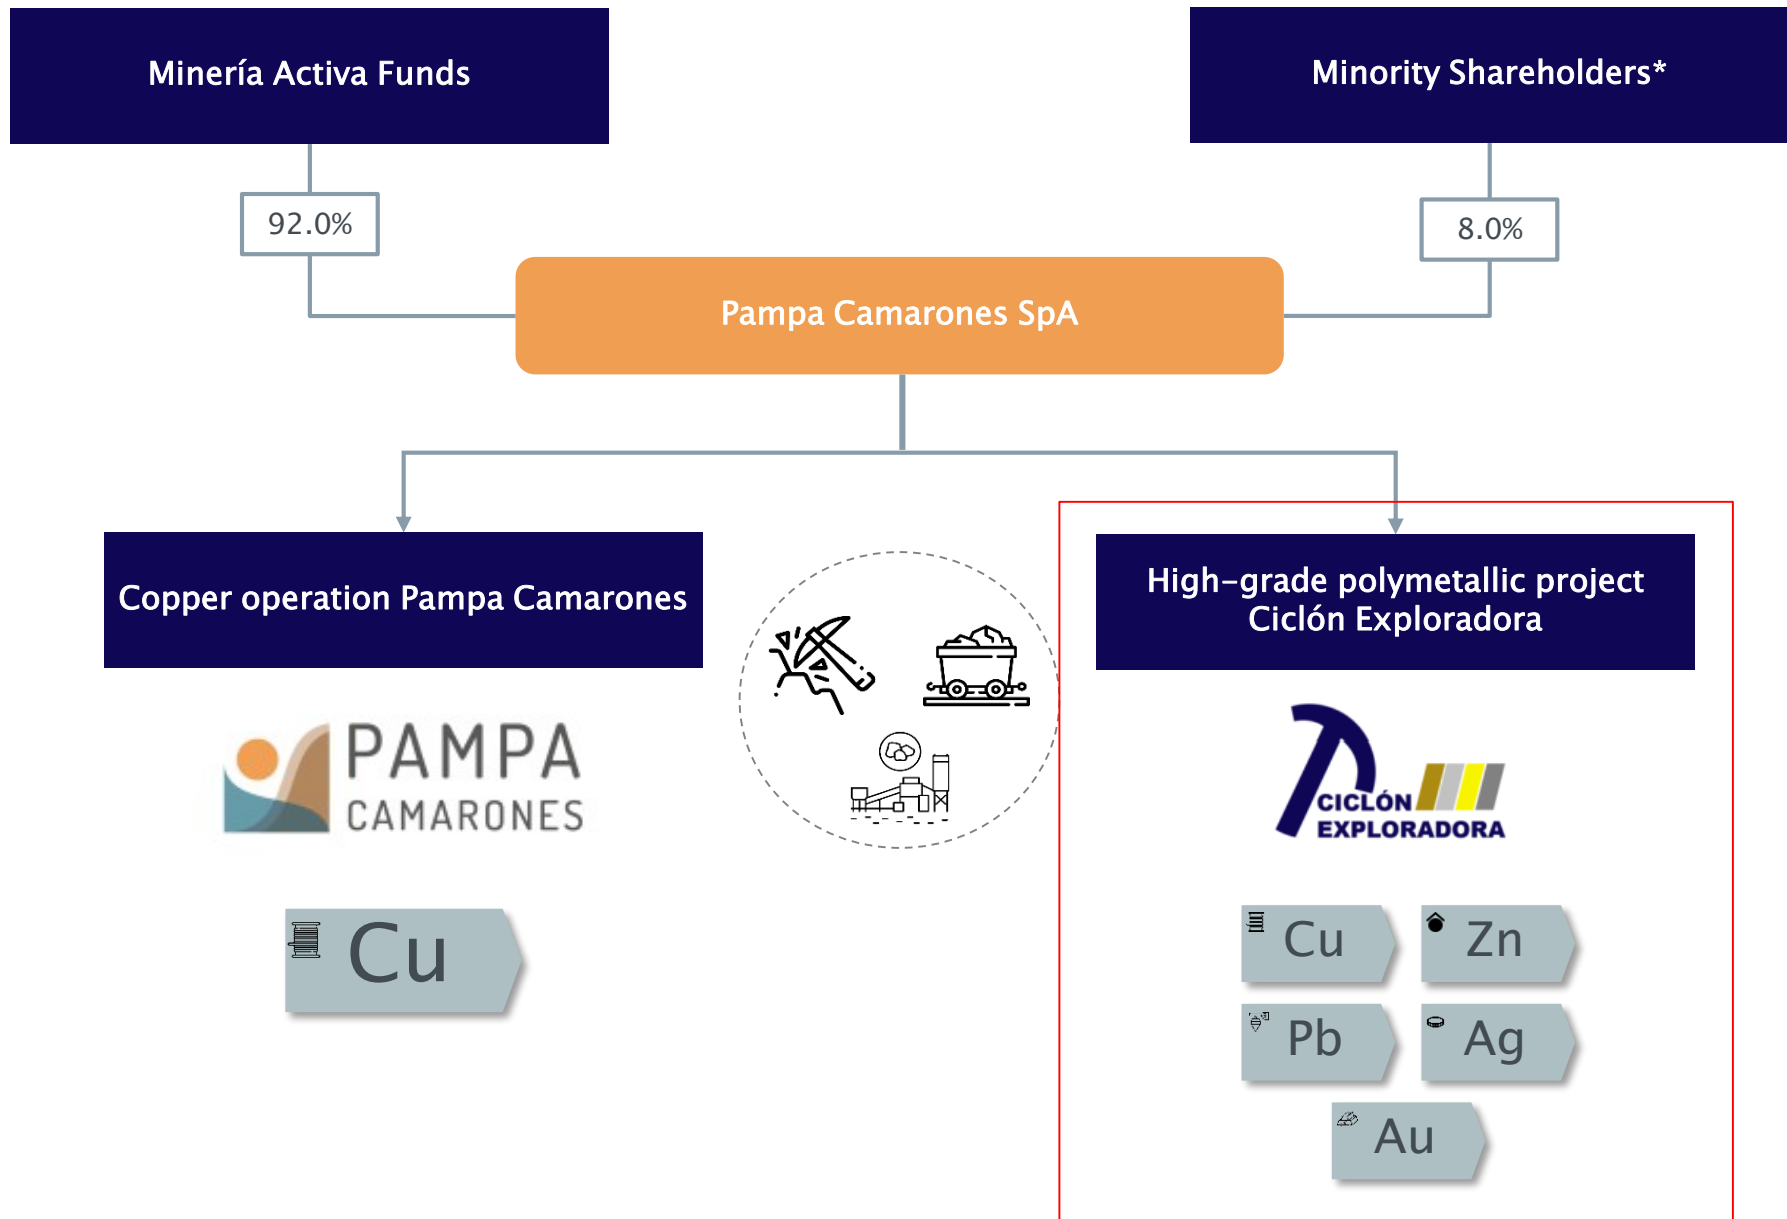 Minería Activa Funds
Minority Shareholders*
92.0%
8.0%
Pampa Camarones SpA
Copper operation Pampa Camarones
High-grade polymetallic project
Ciclón Exploradora
PAMPA
CAMARONES
CICLÓN
EXPLORADORA
Cu
Cu
Zn
Pb
Ag
Au